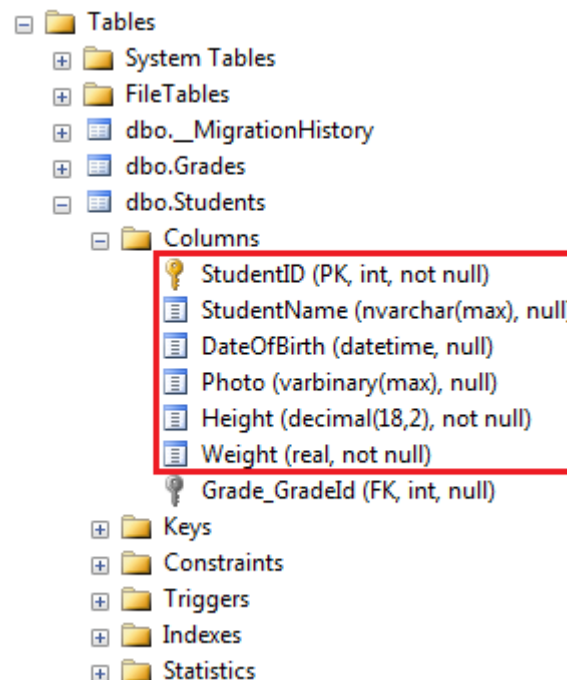 Tables
System Tables
FileTables
dbo.__MigrationHistory
dbo.Grades
dbo.Students
Columns
StudentID (PK, int, not null)
StudentName (nvarchar(max), null)
DateOfBirth (datetime, null)
Photo (varbinary(max), null)
Height (decimal(18,2), not null)
Weight (real, not null)
Grade_GradeId (FK, int, null)
Keys
Constraints
Triggers
Indexes
Statistics